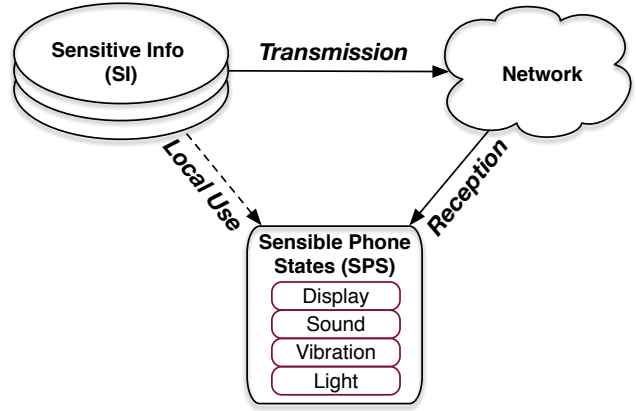 Sensitive Info
(SI)
Transmission
Network
Local Use
Reception
Sensible Phone
States (SPS)
Display
Sound
Vibration
Light